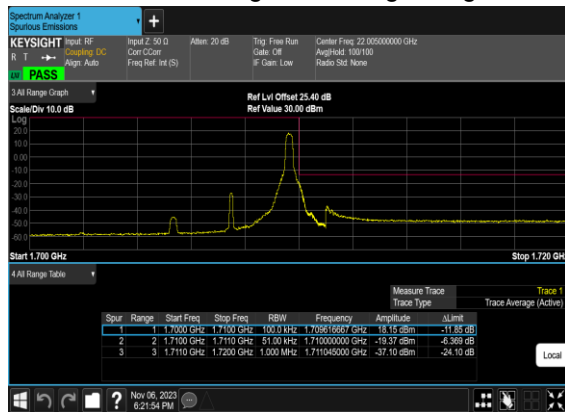 Spectrum Analyzer 1
Spurious Emissions
KEYSIGHT Input: RF Input Z: 50 Ω Atten: 20 dB Trig: Free Run Center Freq: 22.005000000 GHz
R T Coupling: DC Corr CCorr Gate: Off Avg|Hold: 100/100
Align: Auto Freq Ref: Int (S) IF Gain: Low Radio Std: None
PASS
3 All Range Graph
Ref Lvl Offset 25.40 dB
Scale/Div 10.0 dB Ref Value 30.00 dBm
Log
20.0
10.0
0.00
-10.0
-20.0
-30.0
-40.0
-50.0
-60.0
Start 1.700 GHz Stop 1.720 GH
4 All Range Table
Measure Trace Trace 1
Trace Type Trace Average (Active)
Spur Range Start Freq Stop Freq RBW Frequency Amplitude ΔLimit
1 1 1.7000 GHz 1.7100 GHz 100.0 kHz 1.709616667 GHz 18.15 dBm -11.85 dB
2 2 1.7100 GHz 1.7110 GHz 51.00 kHz 1.710000000 GHz -19.37 dBm -6.369 dB
3 3 1.7110 GHz 1.7200 GHz 1.000 MHz 1.711045000 GHz -37.10 dBm -24.10 dB
Local
? Nov 06, 2023
6:21:54 PM